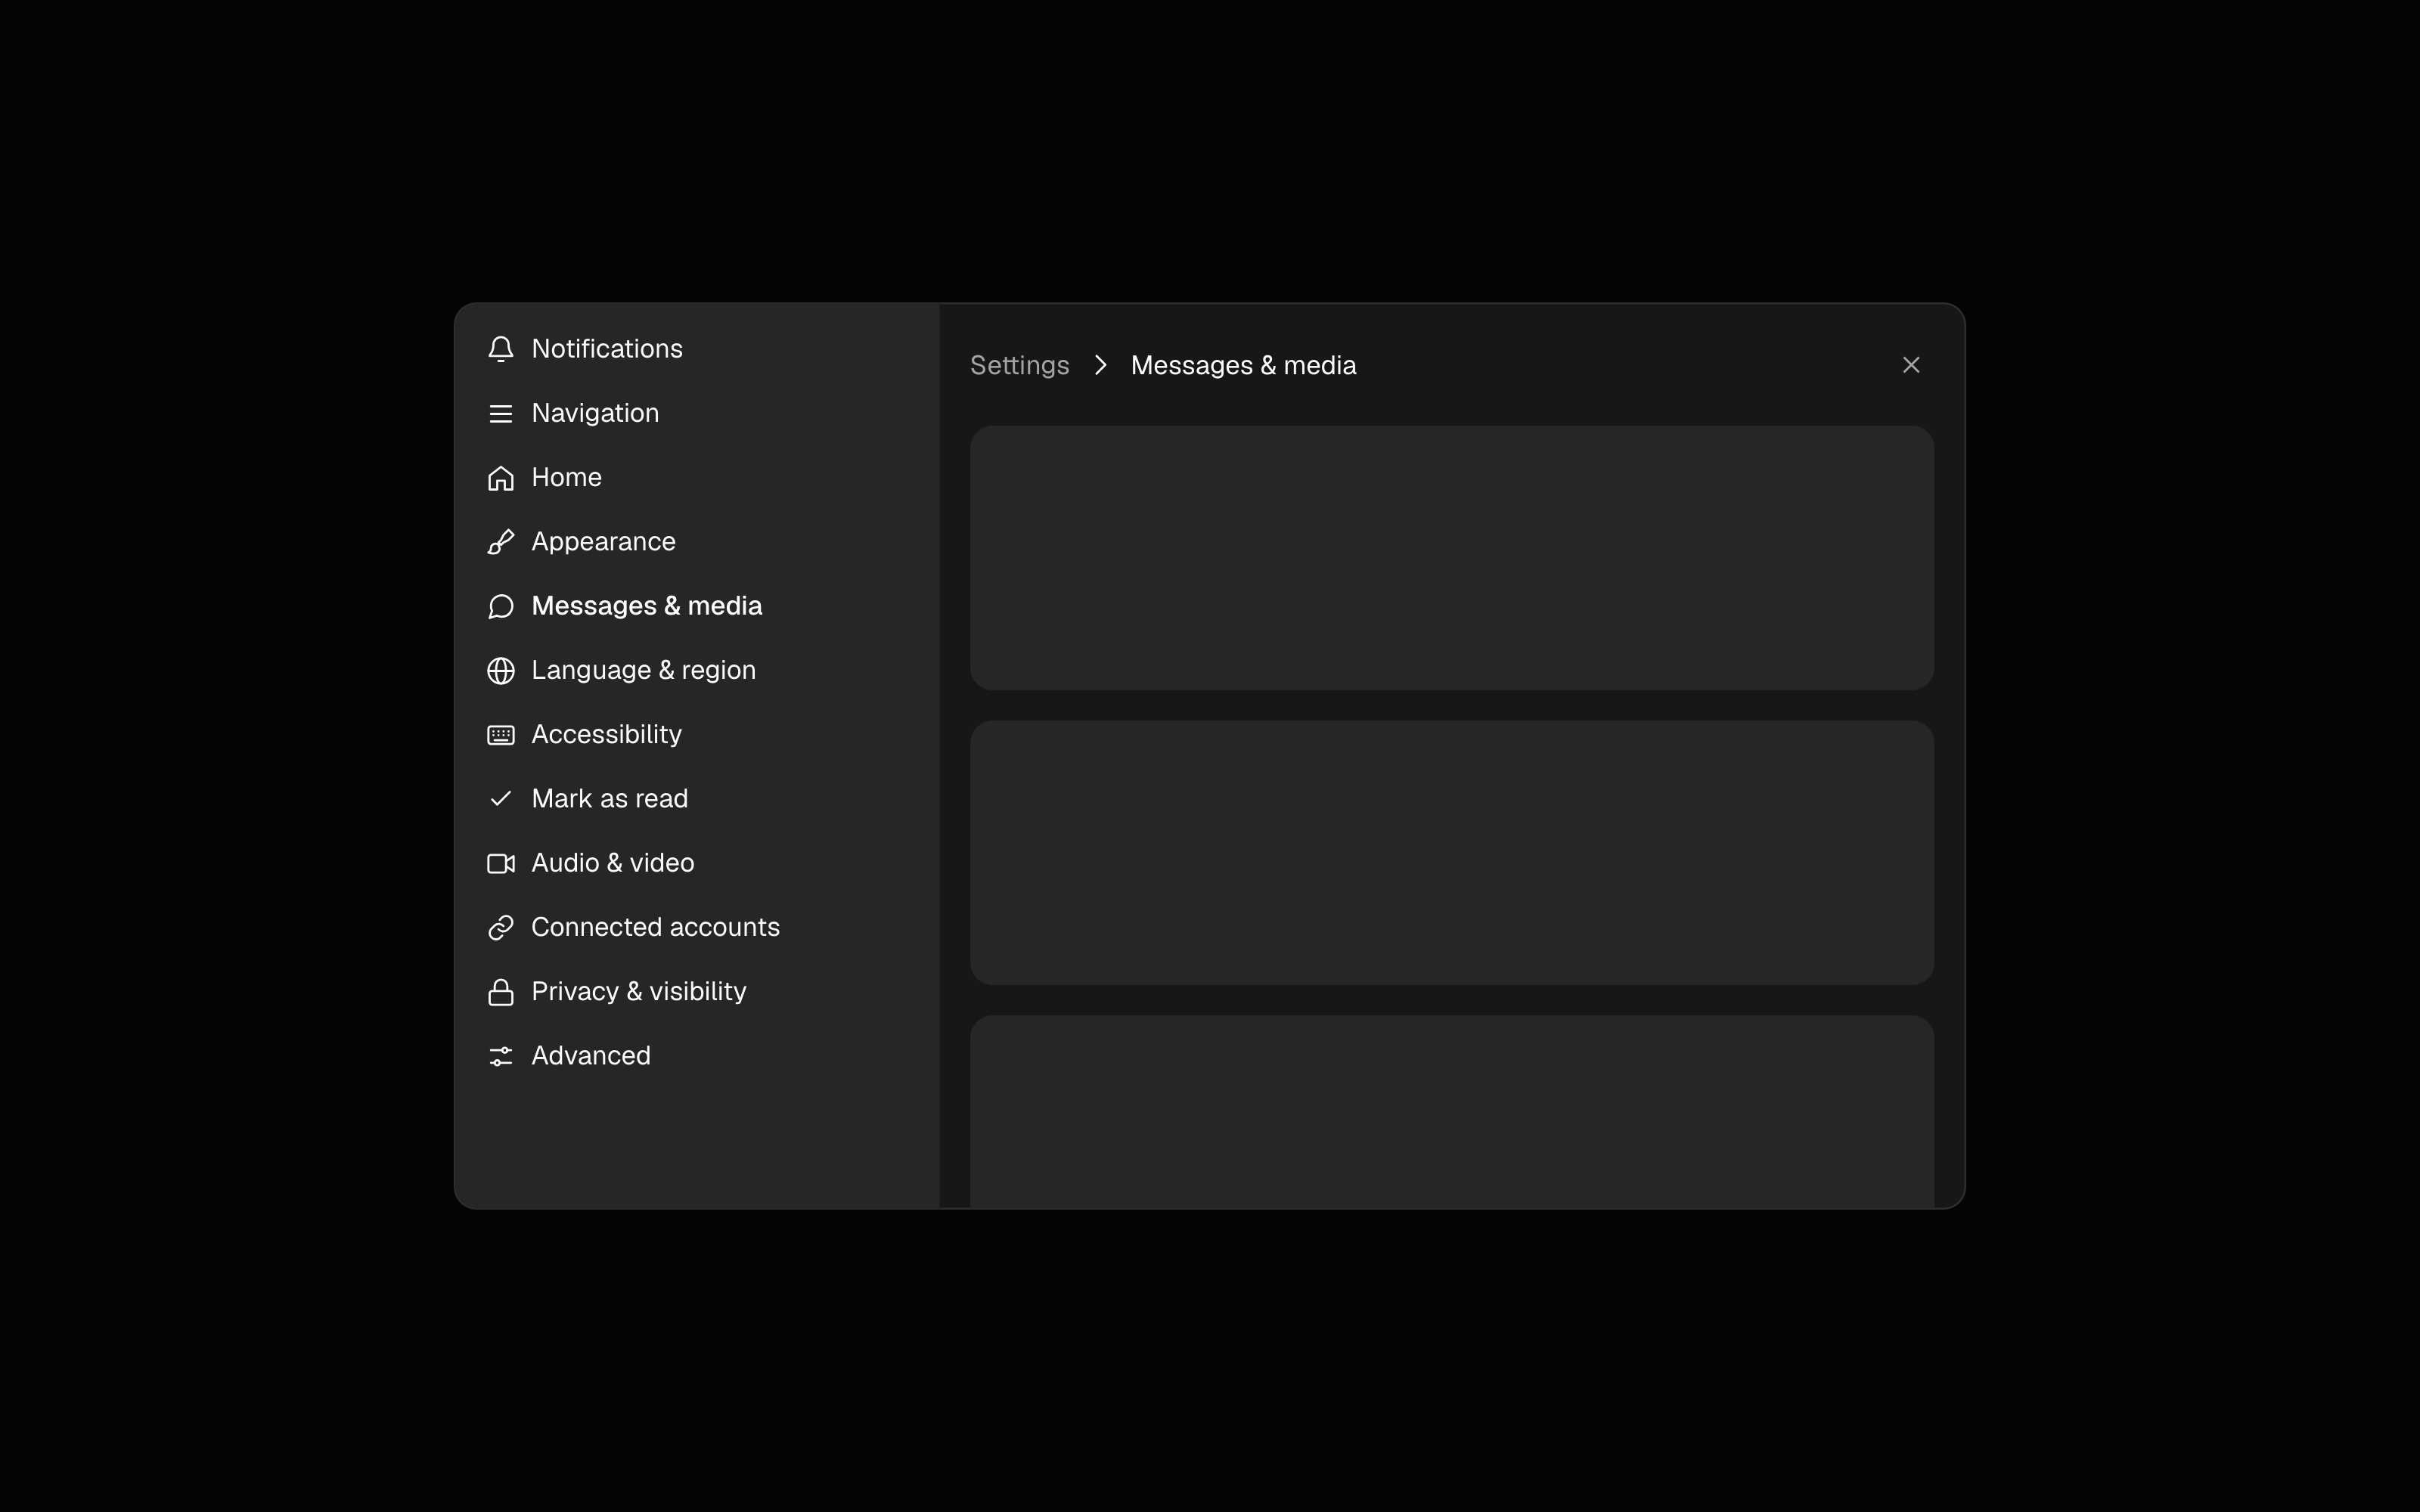 Notifications
Navigation
Home
Appearance
Messages & media
Language & region
Accessibility
Mark as read
Audio & video
Connected accounts
Privacy & visibility
Advanced
Settings
Messages & media